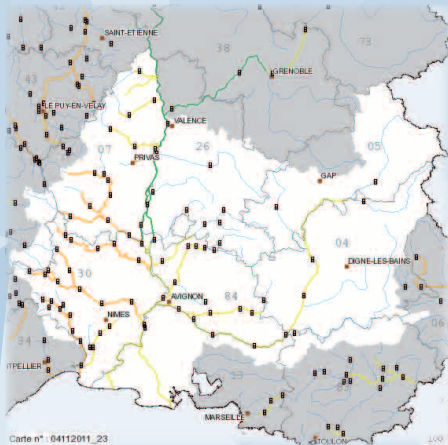 SAINT-ETIENNE
38
73
GRENOBLE
43
LE PUY-EN-VELAY
VALENCE
07
26
05
PRIVAS
GAP
04
DIGNE-LES-BAINS
30
AVIGNON
84
NIMES
06
34
13
MARSEILLE
TOULON
Carte n° : 04112011_23